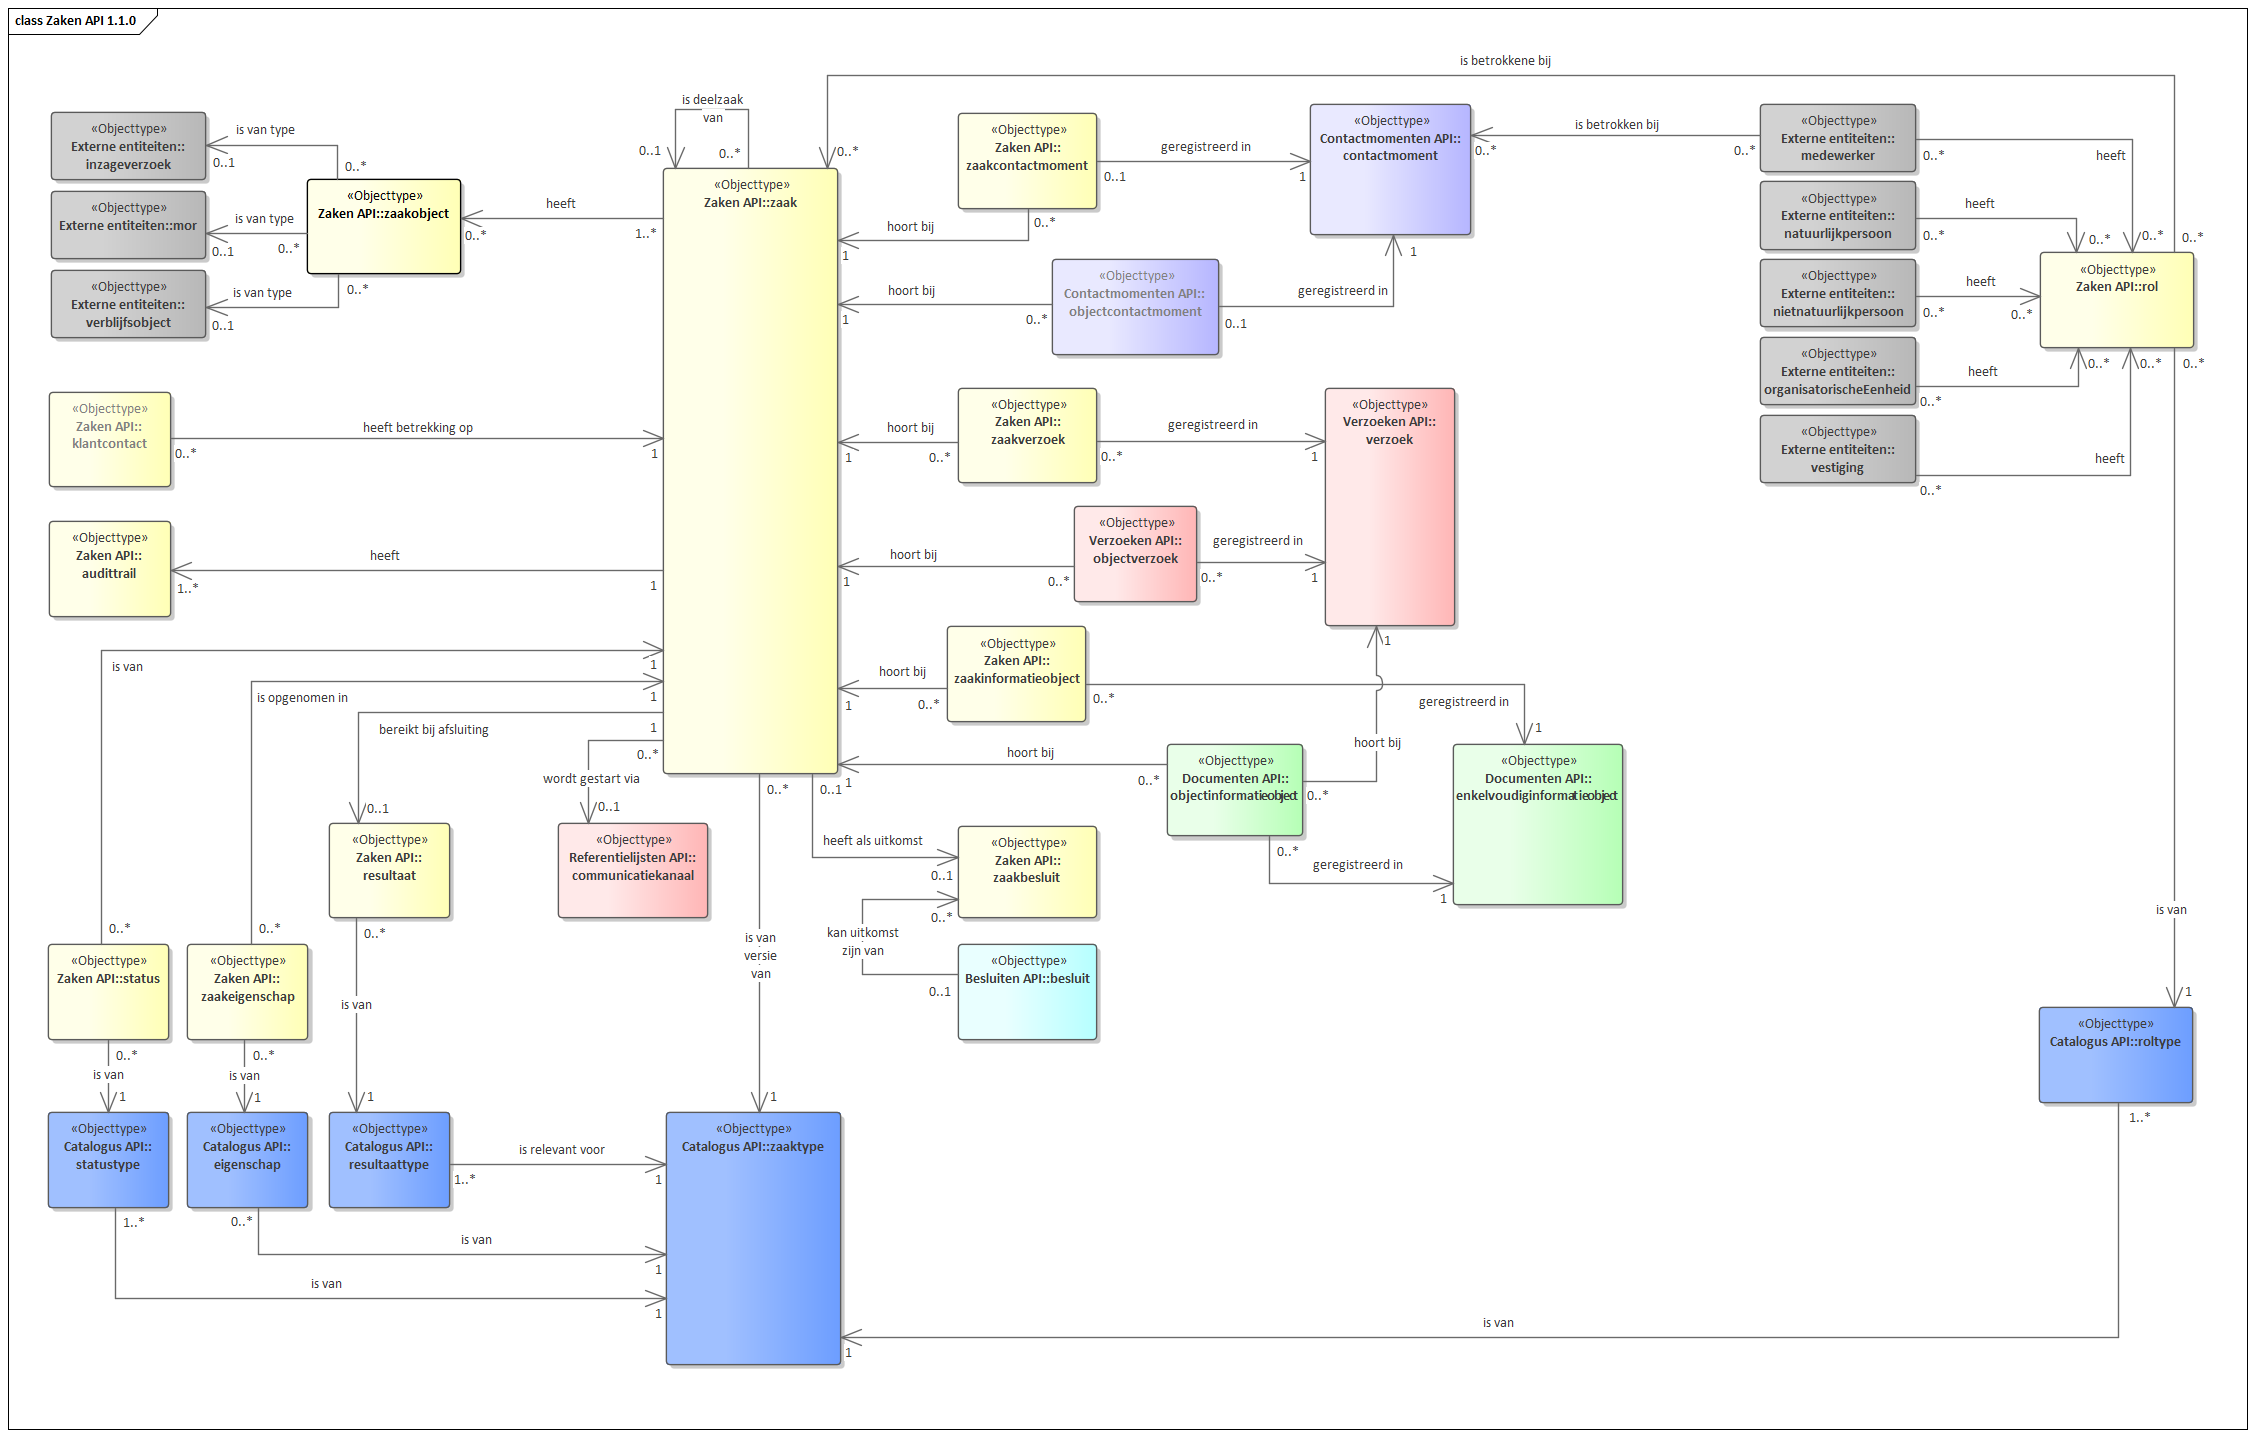 class Zaken API 1.1.0
is betrokkene bij
is deelzaak
van
0..1
0..*
0..*
«Objecttype»
Externe entiteiten::
inzageverzoek
is van type
0..1
0..*
«Objecttype»
Externe entiteiten::mor
is van type
0..1
0..*
«Objecttype»
Externe entiteiten::
verblijfsobject
is van type
0..1
0..*
«Objecttype»
Zaken API::zaakobject
heeft
0..*
1..*
«Objecttype»
Zaken API::zaak
«Objecttype»
Zaken API::
zaakcontactmoment
geregistreerd in
0..1
1
0..*
hoort bij
1
«Objecttype»
Contactmomenten API::
contactmoment
is betrokken bij
0..*
0..*
«Objecttype»
Contactmomenten API::
objectcontactmoment
hoort bij
1
0..*
geregistreerd in
0..1
1
«Objecttype»
Externe entiteiten::
medewerker
0..*
heeft
0..*
0..*
«Objecttype»
Externe entiteiten::
natuurlijkpersoon
heeft
0..*
0..*
«Objecttype»
Externe entiteiten::
nietnatuurlijkpersoon
heeft
0..*
0..*
«Objecttype»
Zaken API::rol
«Objecttype»
Externe entiteiten::
organisatorischeEenheid
heeft
0..*
0..*
0..*
0..*
«Objecttype»
Externe entiteiten::
vestiging
heeft
0..*
«Objecttype»
Zaken API::
klantcontact
heeft betrekking op
0..*
1
«Objecttype»
Zaken API::
zaakverzoek
hoort bij
1
0..*
geregistreerd in
0..*
1
«Objecttype»
Verzoeken API::
verzoek
«Objecttype»
Zaken API::
audittrail
heeft
1..*
1
«Objecttype»
Verzoeken API::
objectverzoek
hoort bij
1
0..*
geregistreerd in
0..*
1
«Objecttype»
Zaken API::
zaakinformatieobject
hoort bij
1
0..*
0..*
geregistreerd in
1
1
is van
1
is opgenomen in
1
bereikt bij afsluiting
1
0..1
0..*
wordt gestart via
0..1
hoort bij
1
0..*
«Objecttype»
Documenten API::
objectinformatieobject
hoort bij
0..*
«Objecttype»
Documenten API::
enkelvoudiginformatieobject
0..*
geregistreerd in
1
«Objecttype»
Zaken API::
resultaat
0..*
«Objecttype»
Referentielijsten API::
communicatiekanaal
0..*
0..1
heeft als uitkomst
0..1
«Objecttype»
Zaken API::
zaakbesluit
0..*
kan uitkomst
zijn van
0..1
«Objecttype»
Besluiten API::besluit
is van
versie
van
1
is van
1
0..*
«Objecttype»
Zaken API::status
0..*
is van
1
0..*
«Objecttype»
Zaken API::
zaakeigenschap
0..*
is van
1
is van
1
«Objecttype»
Catalogus API::roltype
1..*
«Objecttype»
Catalogus API::
statustype
1..*
«Objecttype»
Catalogus API::
eigenschap
0..*
«Objecttype»
Catalogus API::
resultaattype
is relevant voor
1..*
1
«Objecttype»
Catalogus API::zaaktype
is van
1
is van
1
is van
1